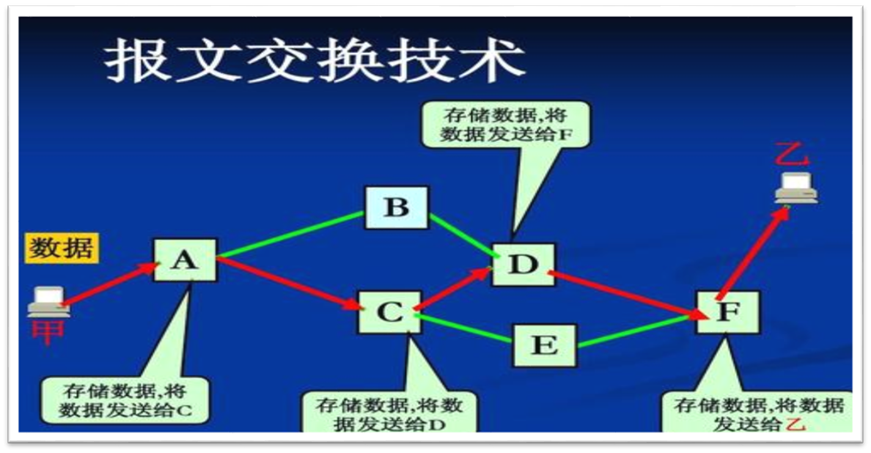 报文交换技术
存储数据,将
数据发送给F
乙
B
数据
A
D
甲
C
F
E
存储数据,将
数据发送给C
存储数据,将数
据发送给D
存储数据,将数据
发送给乙